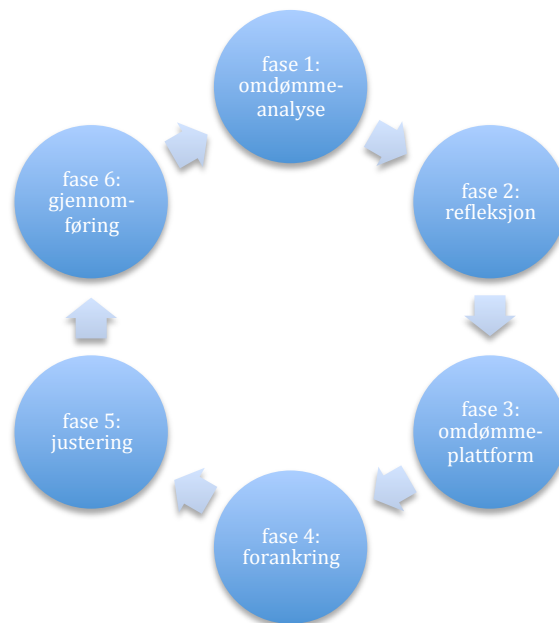 fase 1:
omdømme-
analyse
fase 2:
refleksjon
fase 3:
omdømme-
plattform
fase 4:
forankring
fase 5:
justering
fase 6:
gjennom-
føring